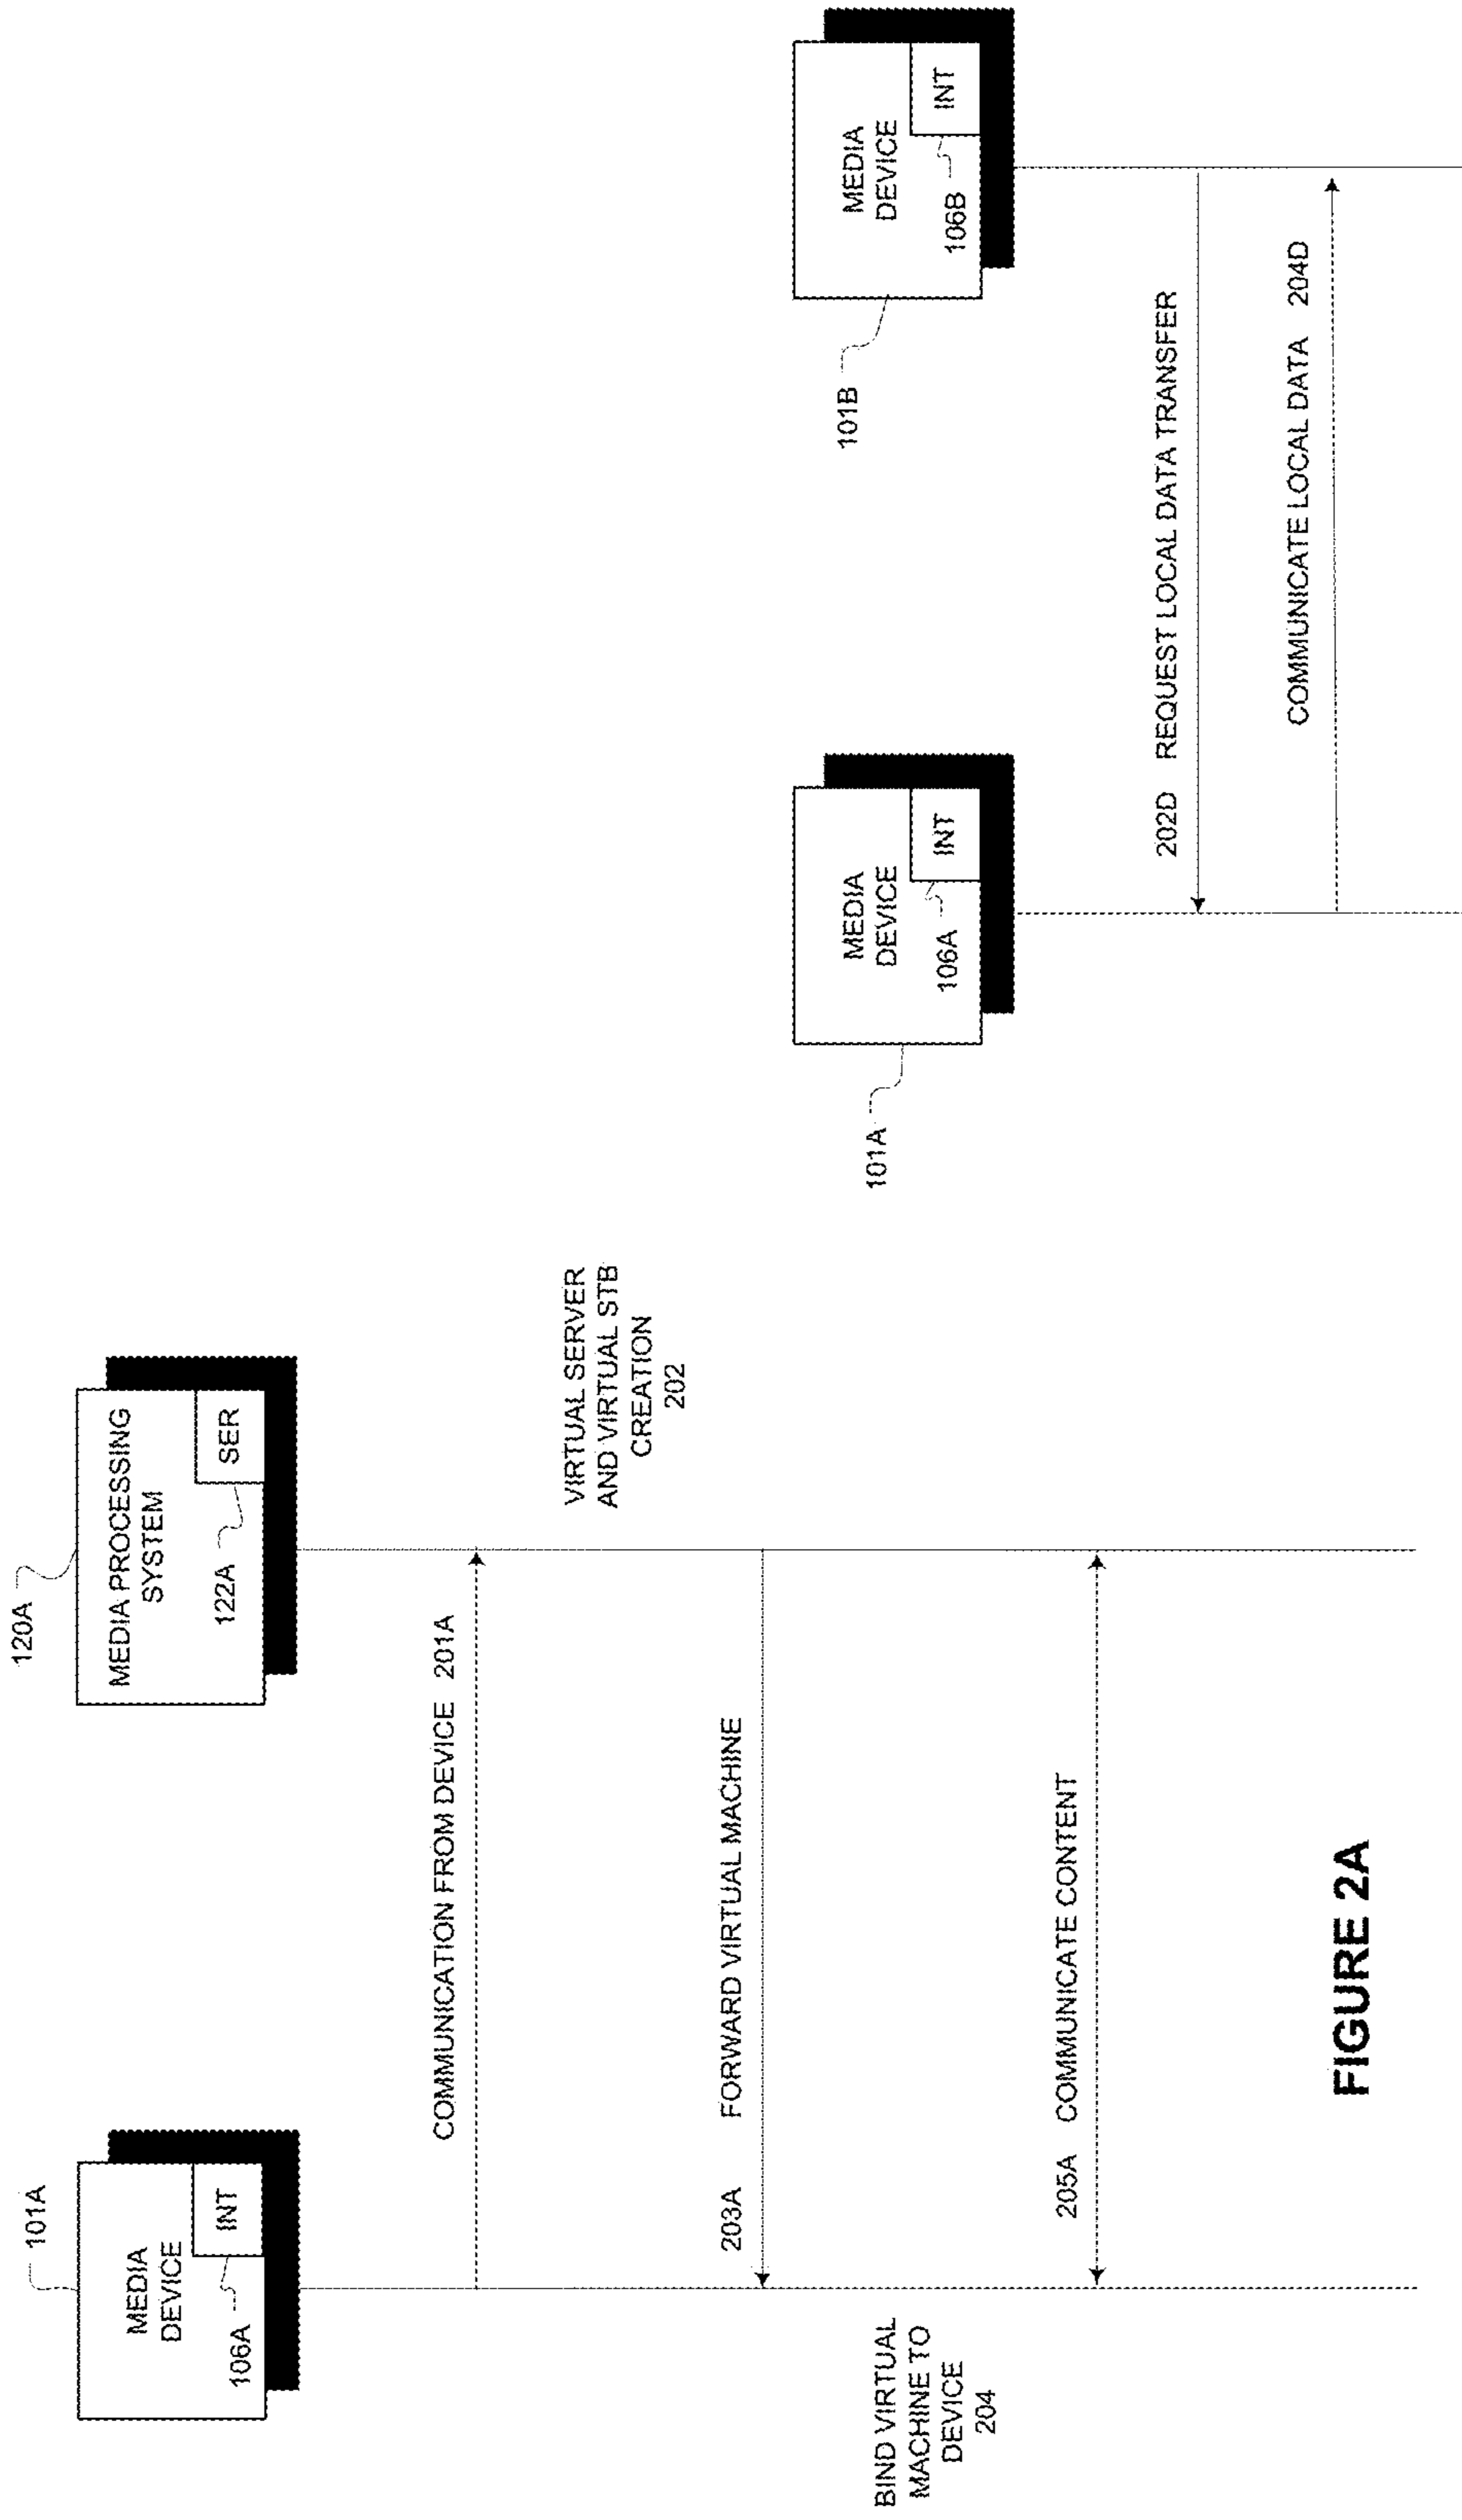 101A
MEDIA
DEVICE
INT
106A
120A
MEDIA PROCESSING
SYSTEM
SER
122A
COMMUNICATION FROM DEVICE 201A
VIRTUAL SERVER
AND VIRTUAL STB
CREATION
202
203A FORWARD VIRTUAL MACHINE
BIND VIRTUAL
MACHINE TO
DEVICE
204
205A COMMUNICATE CONTENT
FIGURE 2A
101A
MEDIA
DEVICE
INT
106A
101B
MEDIA
DEVICE
INT
106B
202D REQUEST LOCAL DATA TRANSFER
COMMUNICATE LOCAL DATA 204D